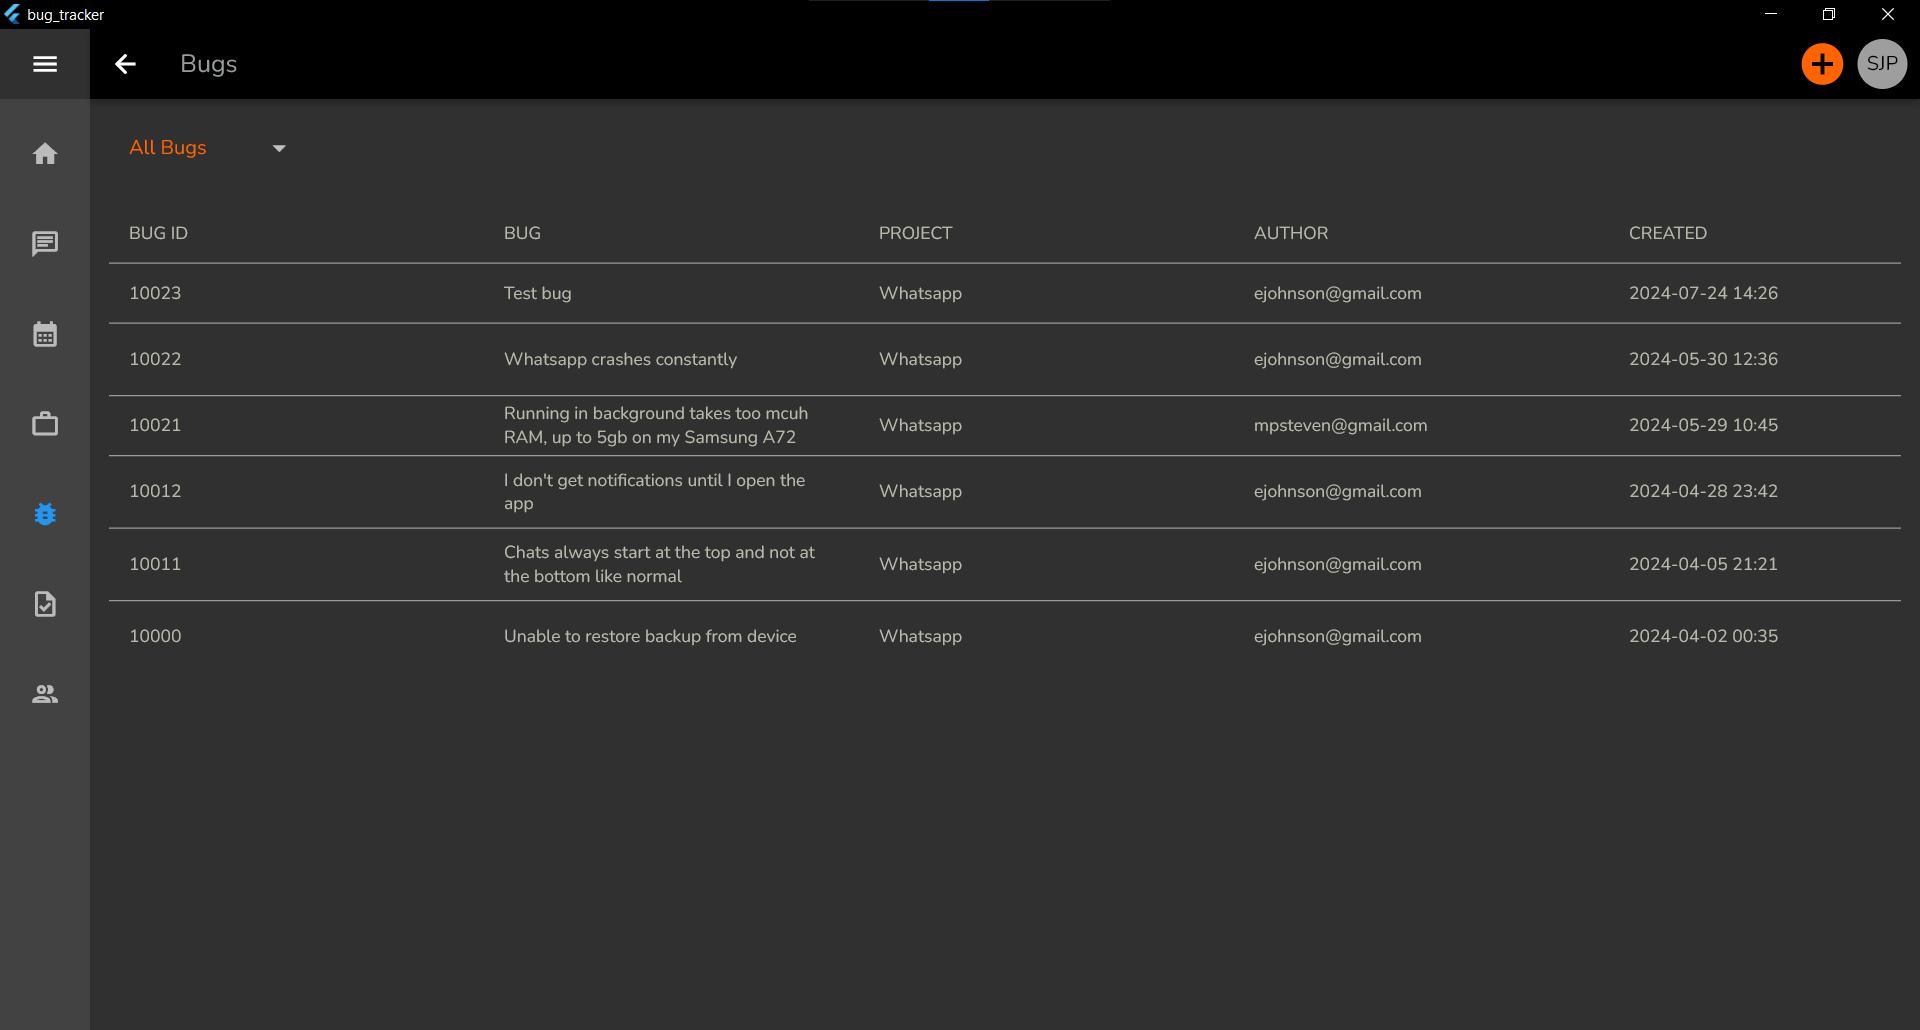 bug_tracker
Bugs
SJP
All Bugs
BUG ID BUG PROJECT AUTHOR CREATED
10023 Test bug Whatsapp ejohnson@gmail.com 2024-07-24 14:26
10022 Whatsapp crashes constantly Whatsapp ejohnson@gmail.com 2024-05-30 12:36
Running in background takes too mcuh
10021 RAM, up to 5gb on my Samsung A72 Whatsapp mpsteven@gmail.com 2024-05-29 10:45
I don't get notifications until I open the
10012 app Whatsapp ejohnson@gmail.com 2024-04-28 23:42
Chats always start at the top and not at
10011 the bottom like normal Whatsapp ejohnson@gmail.com 2024-04-05 21:21
10000 Unable to restore backup from device Whatsapp ejohnson@gmail.com 2024-04-02 00:35